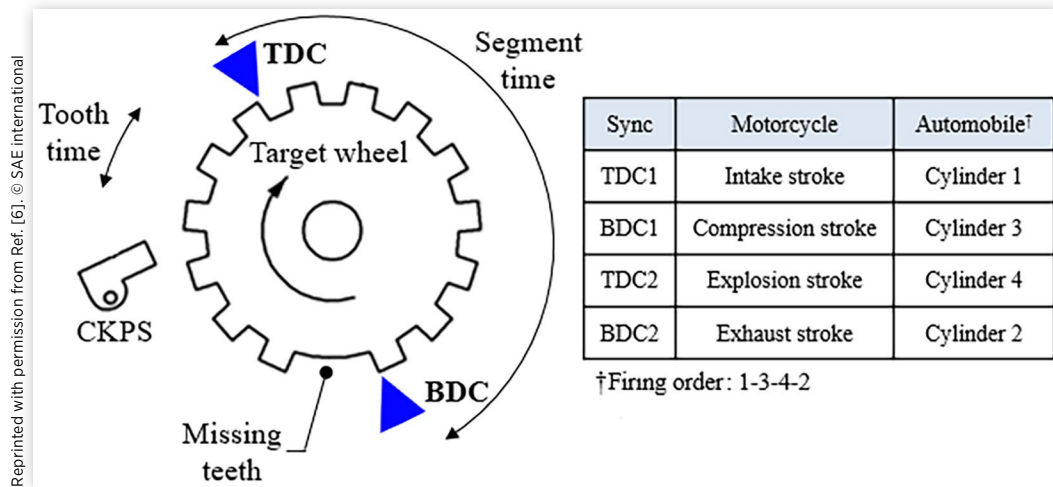 Reprinted with permission from Ref. [6]. © SAE international
TDC
Segment
time
Tooth
time
Target wheel
CKPS
BDC
Missing
teeth
Sync Motorcycle Automobile†
TDC1 Intake stroke Cylinder 1
BDC1 Compression stroke Cylinder 3
TDC2 Explosion stroke Cylinder 4
BDC2 Exhaust stroke Cylinder 2
†Firing order: 1-3-4-2